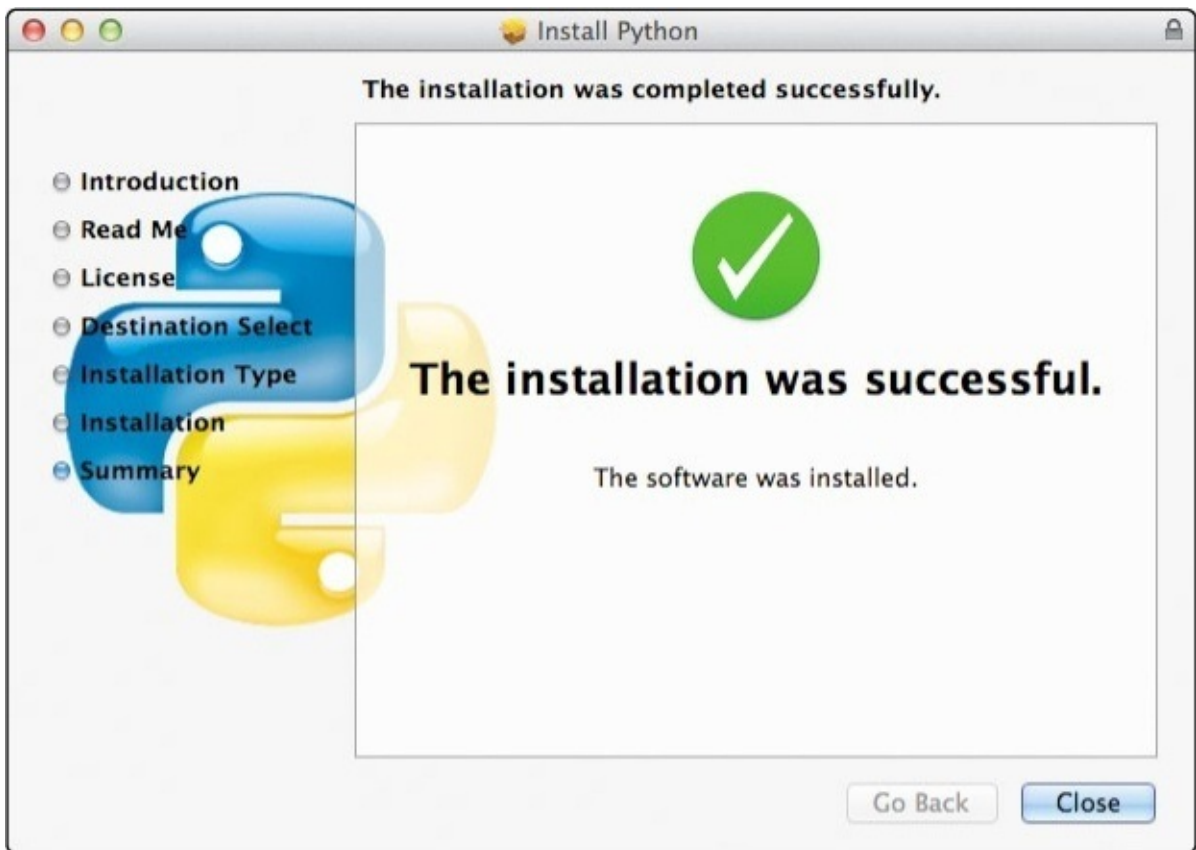 Install Python
The installation was completed successfully.
Introduction
Read Me
License
Destination Select
Installation Type
Installation
Summary
The installation was successful.
The software was installed.
Go Back
Close